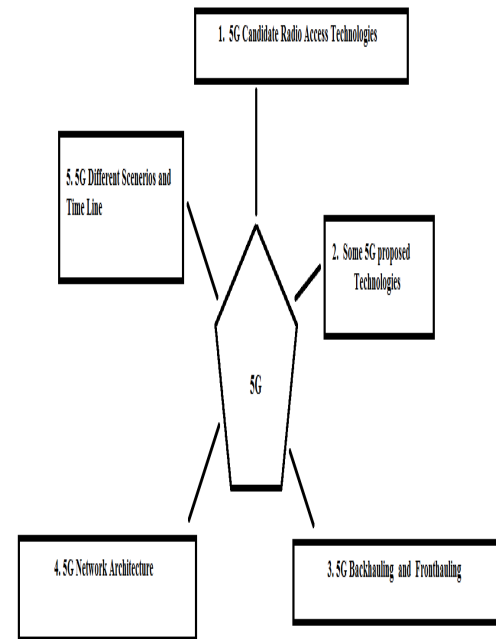 1. 5G Candidate Radio Access Technologies
5. 5G Different Scenerios and
Time Line
2. Some 5G proposed
Technologies
5G
4. 5G Network Architecture
3. 5G Backhauling and Fronthauling